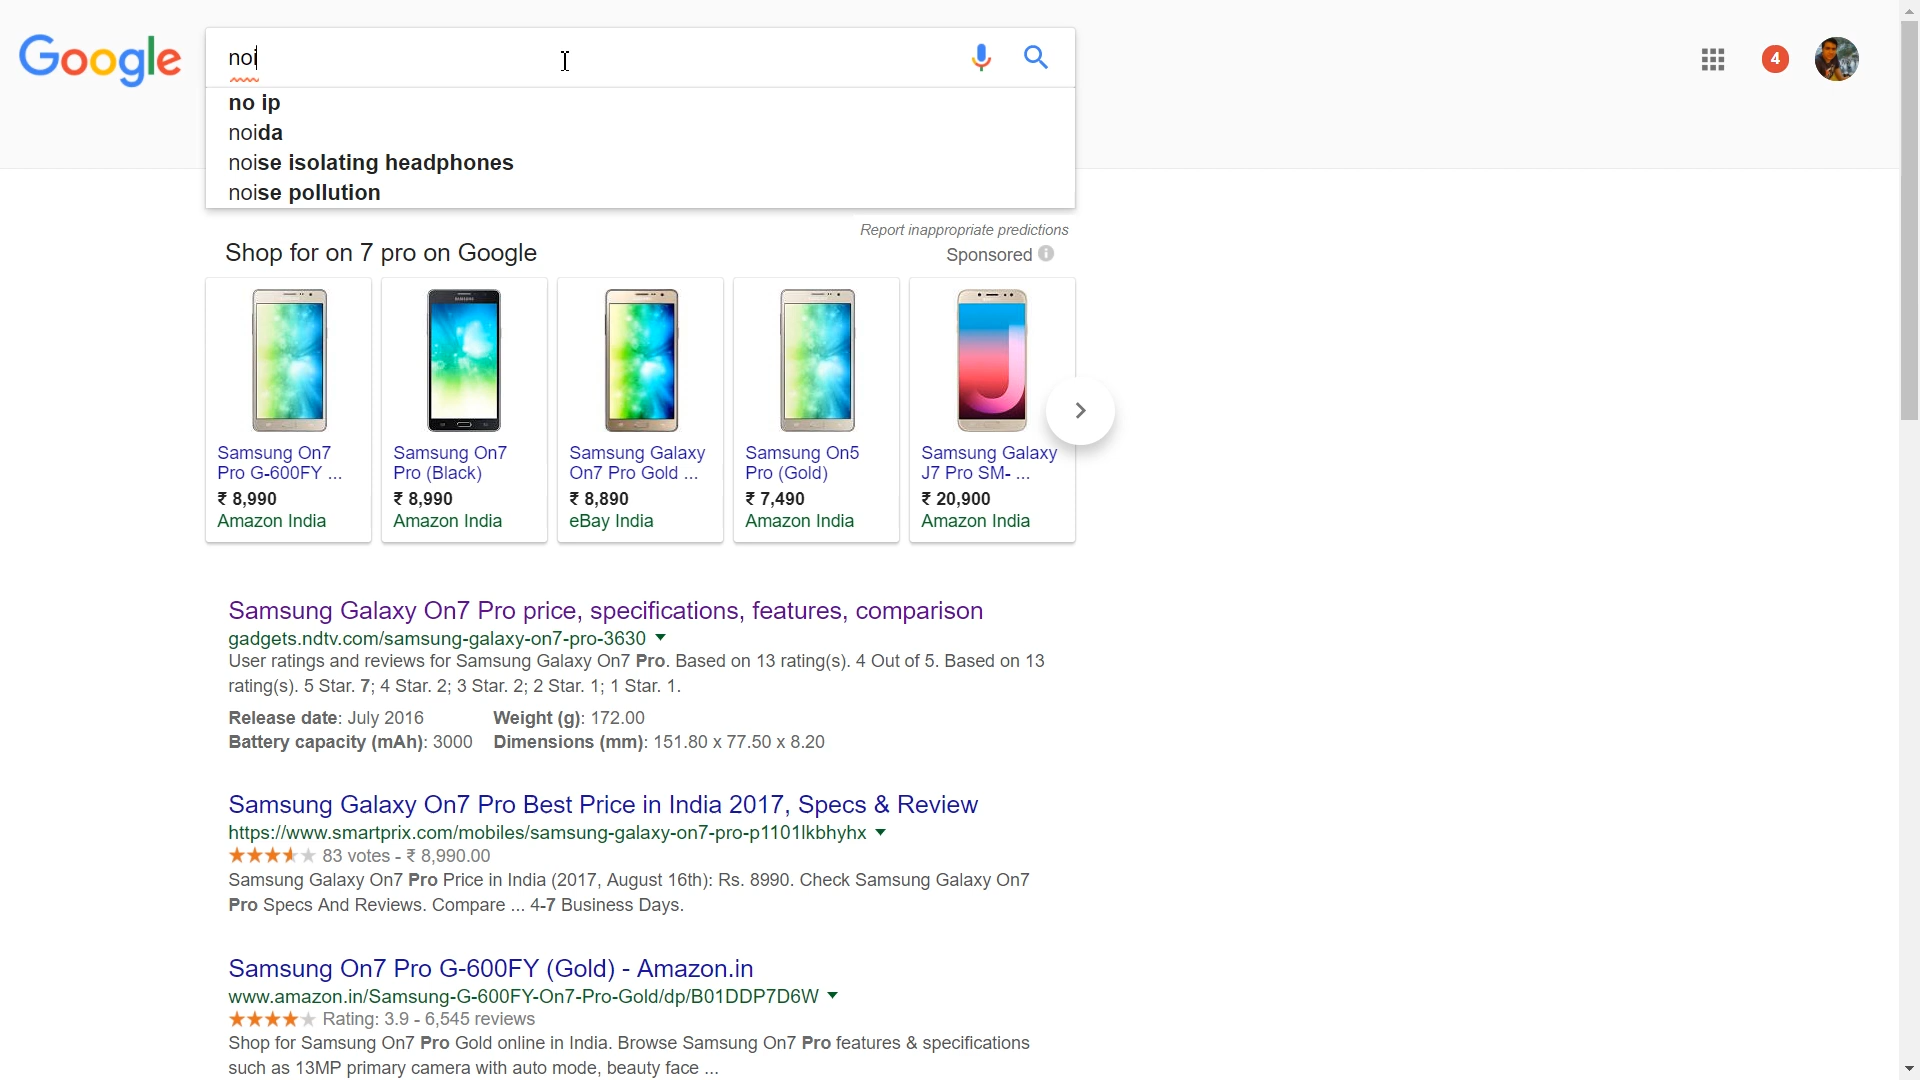 Google
noi
4
no ip
noida
noise isolating headphones
noise pollution
Report inappropriate predictions
Shop for on 7 pro on Google
Sponsored
SAMSUNG
Samsung On7
Pro G-600FY ...
₹ 8,990
Amazon India
Samsung On7
Pro (Black)
₹ 8,990
Amazon India
Samsung Galaxy
On7 Pro Gold ...
₹ 8,890
eBay India
Samsung On5
Pro (Gold)
₹ 7,490
Amazon India
Samsung Galaxy
J7 Pro SM- ...
₹ 20,900
Amazon India
Samsung Galaxy On7 Pro price, specifications, features, comparison
gadgets.ndtv.com/samsung-galaxy-on7-pro-3630
User ratings and reviews for Samsung Galaxy On7 Pro. Based on 13 rating(s). 4 Out of 5. Based on 13
rating(s). 5 Star. 7; 4 Star. 2; 3 Star. 2; 2 Star. 1; 1 Star. 1.
Release date: July 2016 Weight (g): 172.00
Battery capacity (mAh): 3000 Dimensions (mm): 151.80 x 77.50 x 8.20
Samsung Galaxy On7 Pro Best Price in India 2017, Specs & Review
https://www.smartprix.com/mobiles/samsung-galaxy-on7-pro-p1101lkbhyhx
83 votes - ₹ 8,990.00
Samsung Galaxy On7 Pro Price in India (2017, August 16th): Rs. 8990. Check Samsung Galaxy On7
Pro Specs And Reviews. Compare ... 4-7 Business Days.
Samsung On7 Pro G-600FY (Gold) - Amazon.in
www.amazon.in/Samsung-G-600FY-On7-Pro-Gold/dp/B01DDP7D6W
Rating: 3.9 - 6,545 reviews
Shop for Samsung On7 Pro Gold online in India. Browse Samsung On7 Pro features & specifications
such as 13MP primary camera with auto mode, beauty face ...